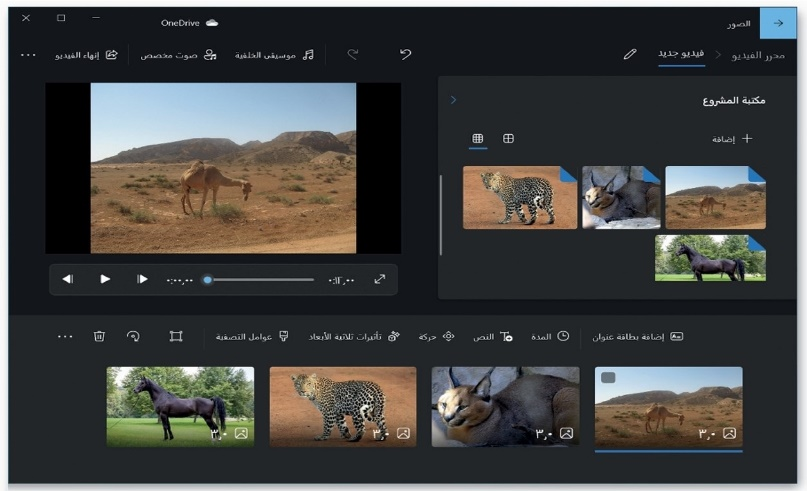 الصور
OneDrive
محرر الفيديو > فيديو جديد
موسيقى الخلفية
صوت مخصص
إنهاء الفيديو
مكتبة المشروع
+ إضافة
٠:٠٠,٠٠
٠:١٢,٠٠
إضافة بطاقة عنوان
المدة
النص
حركة
تأثيرات ثلاثية الأبعاد
عوامل التصفية
٣,٠
٣,٠
٣,٠
٣,٠